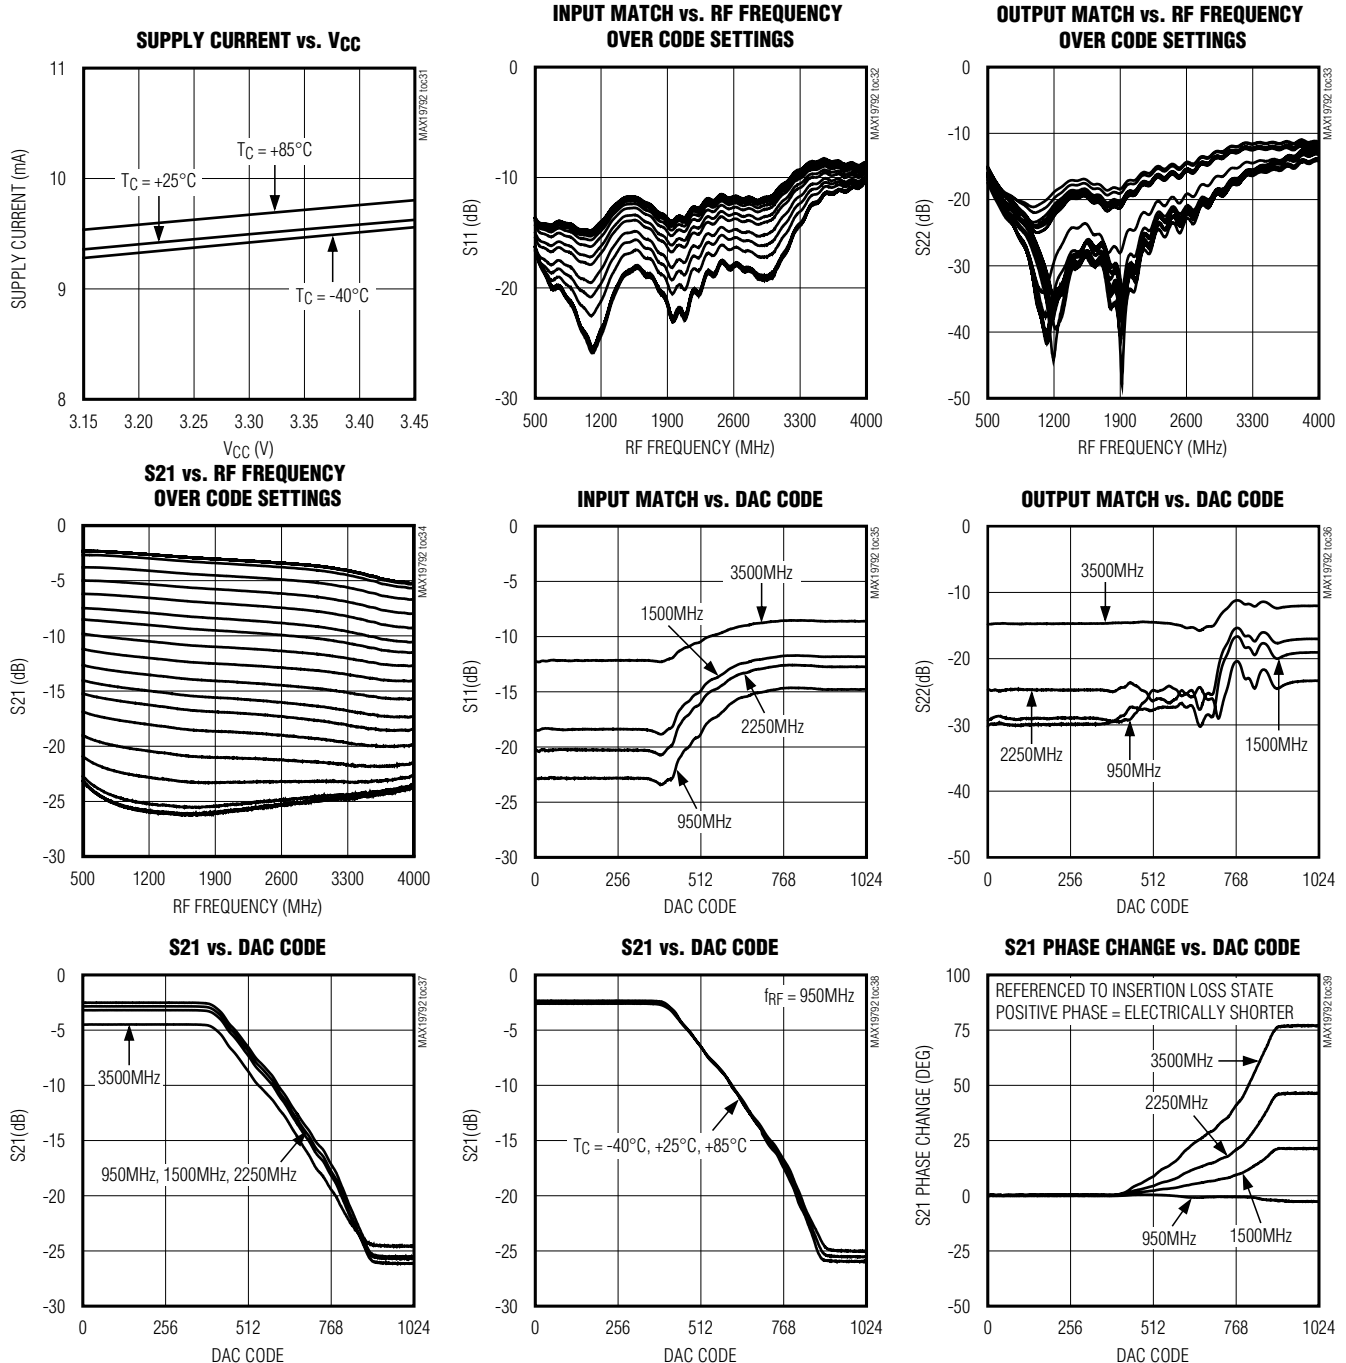 SUPPLY CURRENT vs. VCC
SUPPLY CURRENT (mA)
11
10
9
8
TC = +85°C
TC = +25°C
TC = -40°C
3.15 3.20 3.25 3.30 3.35 3.40 3.45
VCC (V)
MAX19792 toc31
INPUT MATCH vs. RF FREQUENCY
OVER CODE SETTINGS
S11 (dB)
0
-10
-20
-30
500 1200 1900 2600 3300 4000
RF FREQUENCY (MHz)
MAX19792 toc32
OUTPUT MATCH vs. RF FREQUENCY
OVER CODE SETTINGS
S22 (dB)
0
-10
-20
-30
-40
-50
500 1200 1900 2600 3300 4000
RF FREQUENCY (MHz)
MAX19792 toc33
S21 vs. RF FREQUENCY
OVER CODE SETTINGS
S21 (dB)
0
-5
-10
-15
-20
-25
-30
500 1200 1900 2600 3300 4000
RF FREQUENCY (MHz)
MAX19792 toc34
INPUT MATCH vs. DAC CODE
S11(dB)
0
-5
-10
-15
-20
-25
-30
3500MHz
1500MHz
2250MHz
950MHz
0 256 512 768 1024
DAC CODE
MAX19792 toc35
OUTPUT MATCH vs. DAC CODE
S22(dB)
0
-10
-20
-30
-40
-50
3500MHz
2250MHz
950MHz
1500MHz
0 256 512 768 1024
DAC CODE
MAX19792 toc36
S21 vs. DAC CODE
S21(dB)
0
-5
-10
-15
-20
-25
-30
3500MHz
950MHz, 1500MHz, 2250MHz
0 256 512 768 1024
DAC CODE
MAX19792 toc37
S21 vs. DAC CODE
S21(dB)
0
-5
-10
-15
-20
-25
-30
fRF = 950MHz
TC = -40°C, +25°C, +85°C
0 256 512 768 1024
DAC CODE
MAX19792 toc38
S21 PHASE CHANGE vs. DAC CODE
S21 PHASE CHANGE (DEG)
100
75
50
25
0
-25
-50
REFERENCED TO INSERTION LOSS STATE
POSITIVE PHASE = ELECTRICALLY SHORTER
3500MHz
2250MHz
950MHz
1500MHz
0 256 512 768 1024
DAC CODE
MAX19792 toc39